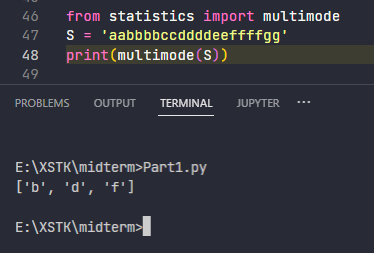 46 from statistics import multimode
47 S = 'aabbbbccddddeeffffgg'
48 print(multimode(S))
49
PROBLEMS OUTPUT TERMINAL JUPYTER ···
E:\XSTK\midterm>Part1.py
['b', 'd', 'f']
E:\XSTK\midterm>